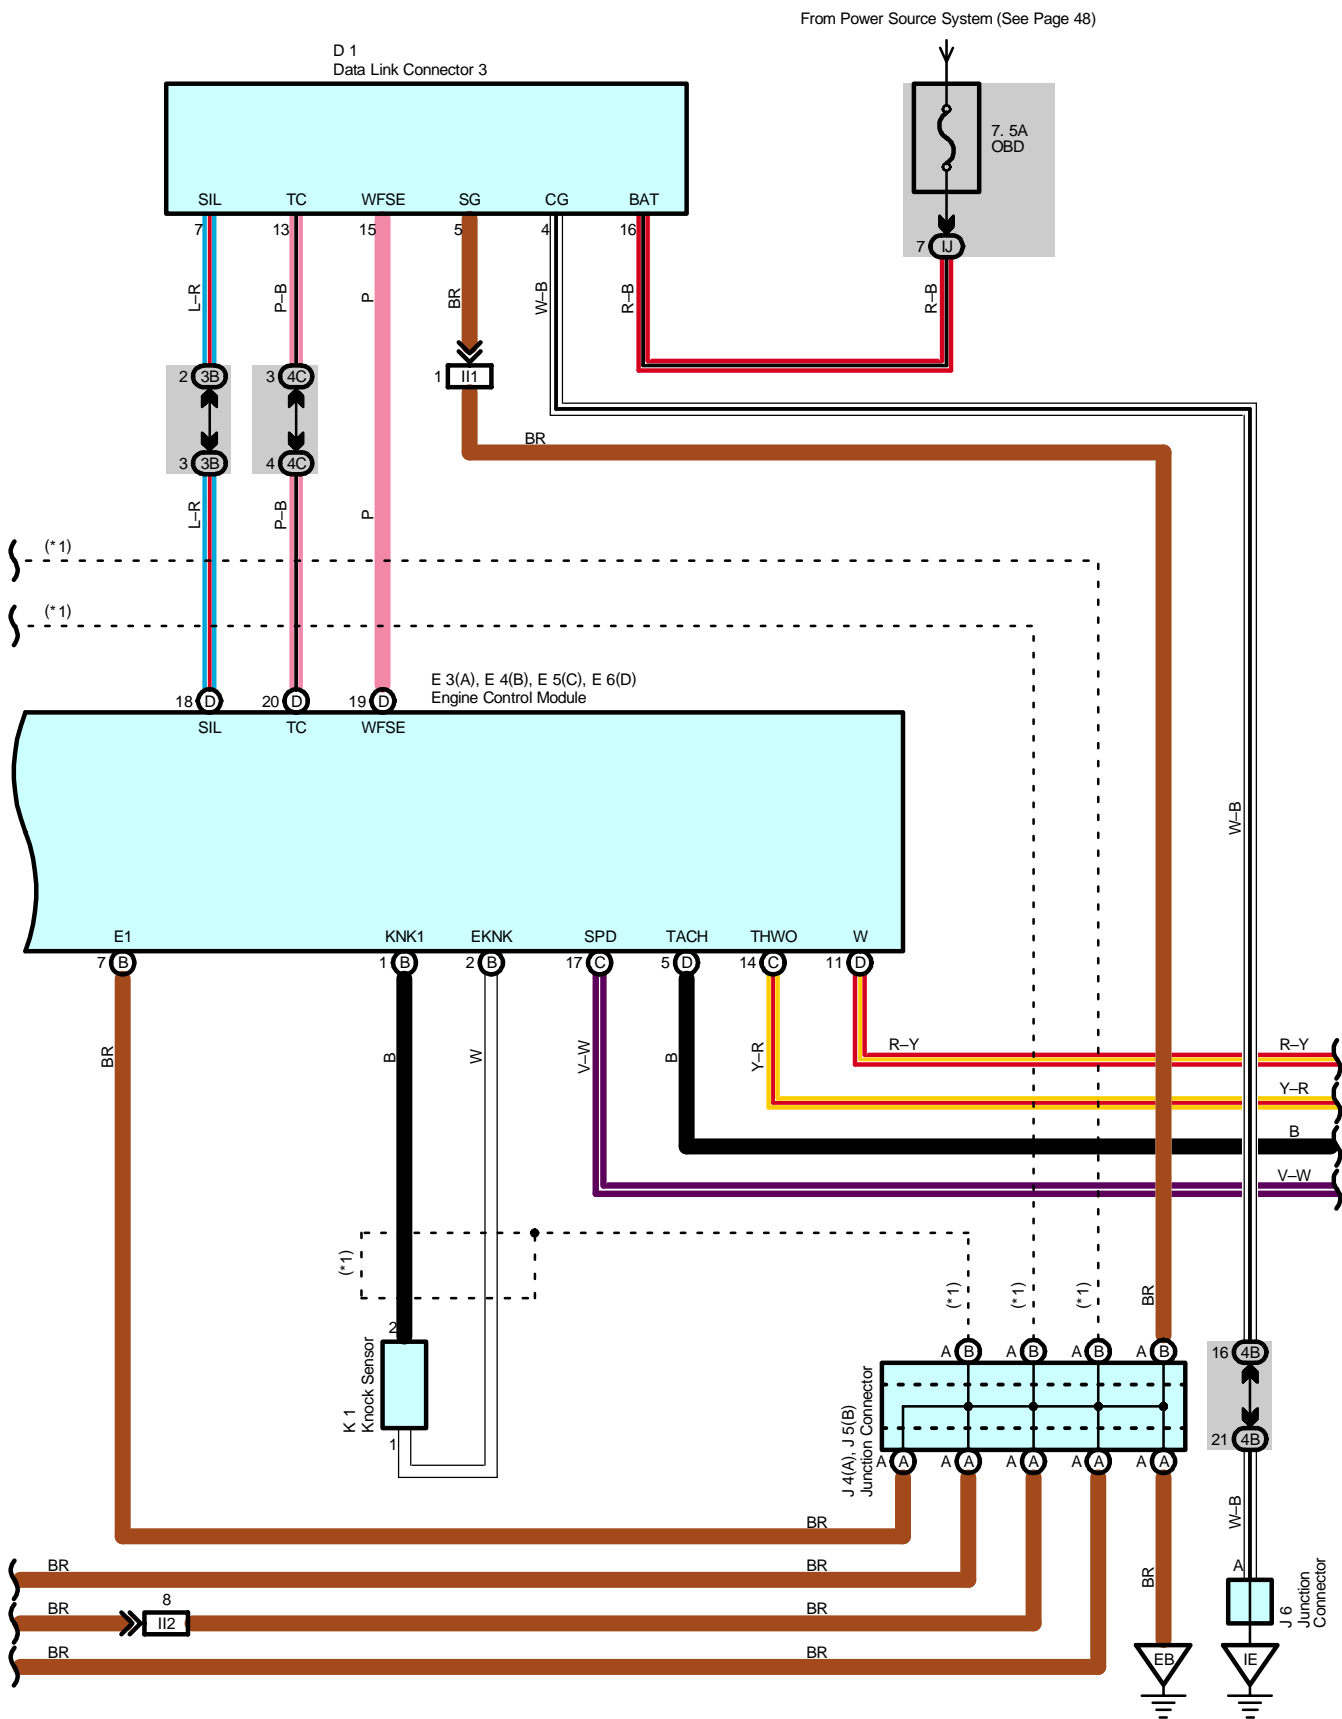 From Power Source System (See Page 48)
D 1
Data Link Connector 3
7. 5A
OBD
SIL TC WFSE SG CG BAT
7 13 15 5 4 16
7 IJ
L–R P–B P BR W–B R–B R–B
2 3B 3 4C 1 II1
BR
3 3B 4 4C
L–R P–B P
(*1)
(*1)
E 3(A), E 4(B), E 5(C), E 6(D)
Engine Control Module
18 D 20 D 19 D
SIL TC WFSE
W–B
E1 KNK1 EKNK SPD TACH THWO W
7 B 1 B 2 B 17 C 5 D 14 C 11 D
BR B W V–W B Y–R
R–Y R–Y
Y–R
B
V–W
(*1)
(*1) (*1) (*1) BR
2
K 1
Knock Sensor
1
A B A B A B A B
16 4B
J 4(A), J 5(B)
Junction Connector
21 4B
A A A A A A A A A A
W–B
BR
BR BR
BR 8 II2 BR
BR BR
BR
A
J 6
Junction
Connector
EB IE